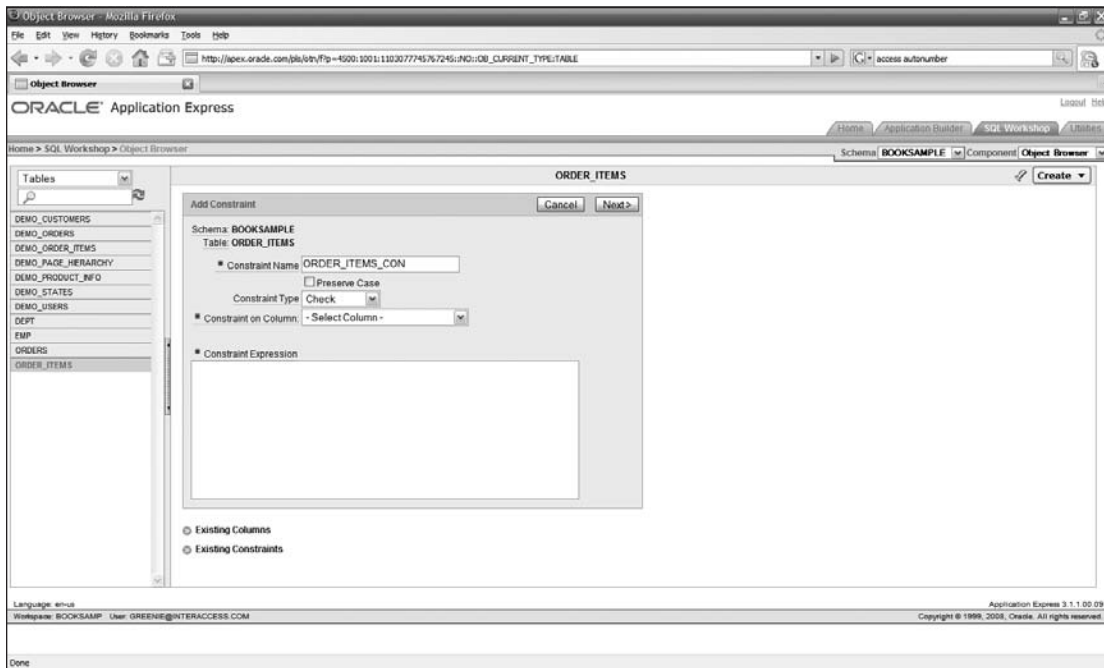 Object Browser - Mozilla Firefox
File Edit View History Bookmarks Tools Help
http://apex.oracle.com/pls/otn/f?p=4500:1001:1103077745767245::NO::OB_CURRENT_TYPE:TABLE
access autonumber
Object Browser
ORACLE Application Express
Logout
Home Application Builder SQL Workshop Utilities
Home > SQL Workshop > Object Browser
Schema BOOKSAMPLE Component Object Browser
Tables
ORDER_ITEMS
Create
DEMO_CUSTOMERS
DEMO_ORDERS
DEMO_ORDER_ITEMS
DEMO_PAGE_HIERARCHY
DEMO_PRODUCT_INFO
DEMO_STATES
DEMO_USERS
DEPT
EMP
ORDERS
ORDER_ITEMS
Add Constraint
Cancel Next>
Schema: BOOKSAMPLE
Table: ORDER_ITEMS
* Constraint Name ORDER_ITEMS_CON
Preserve Case
Constraint Type Check
* Constraint on Column: - Select Column -
* Constraint Expression
Existing Columns
Existing Constraints
Language: en-us
Application Express 3.1.1.00.09
Workspace: BOOKSAMP User: GREENIE@INTERACCESS.COM
Copyright © 1999, 2008, Oracle. All rights reserved.
Done